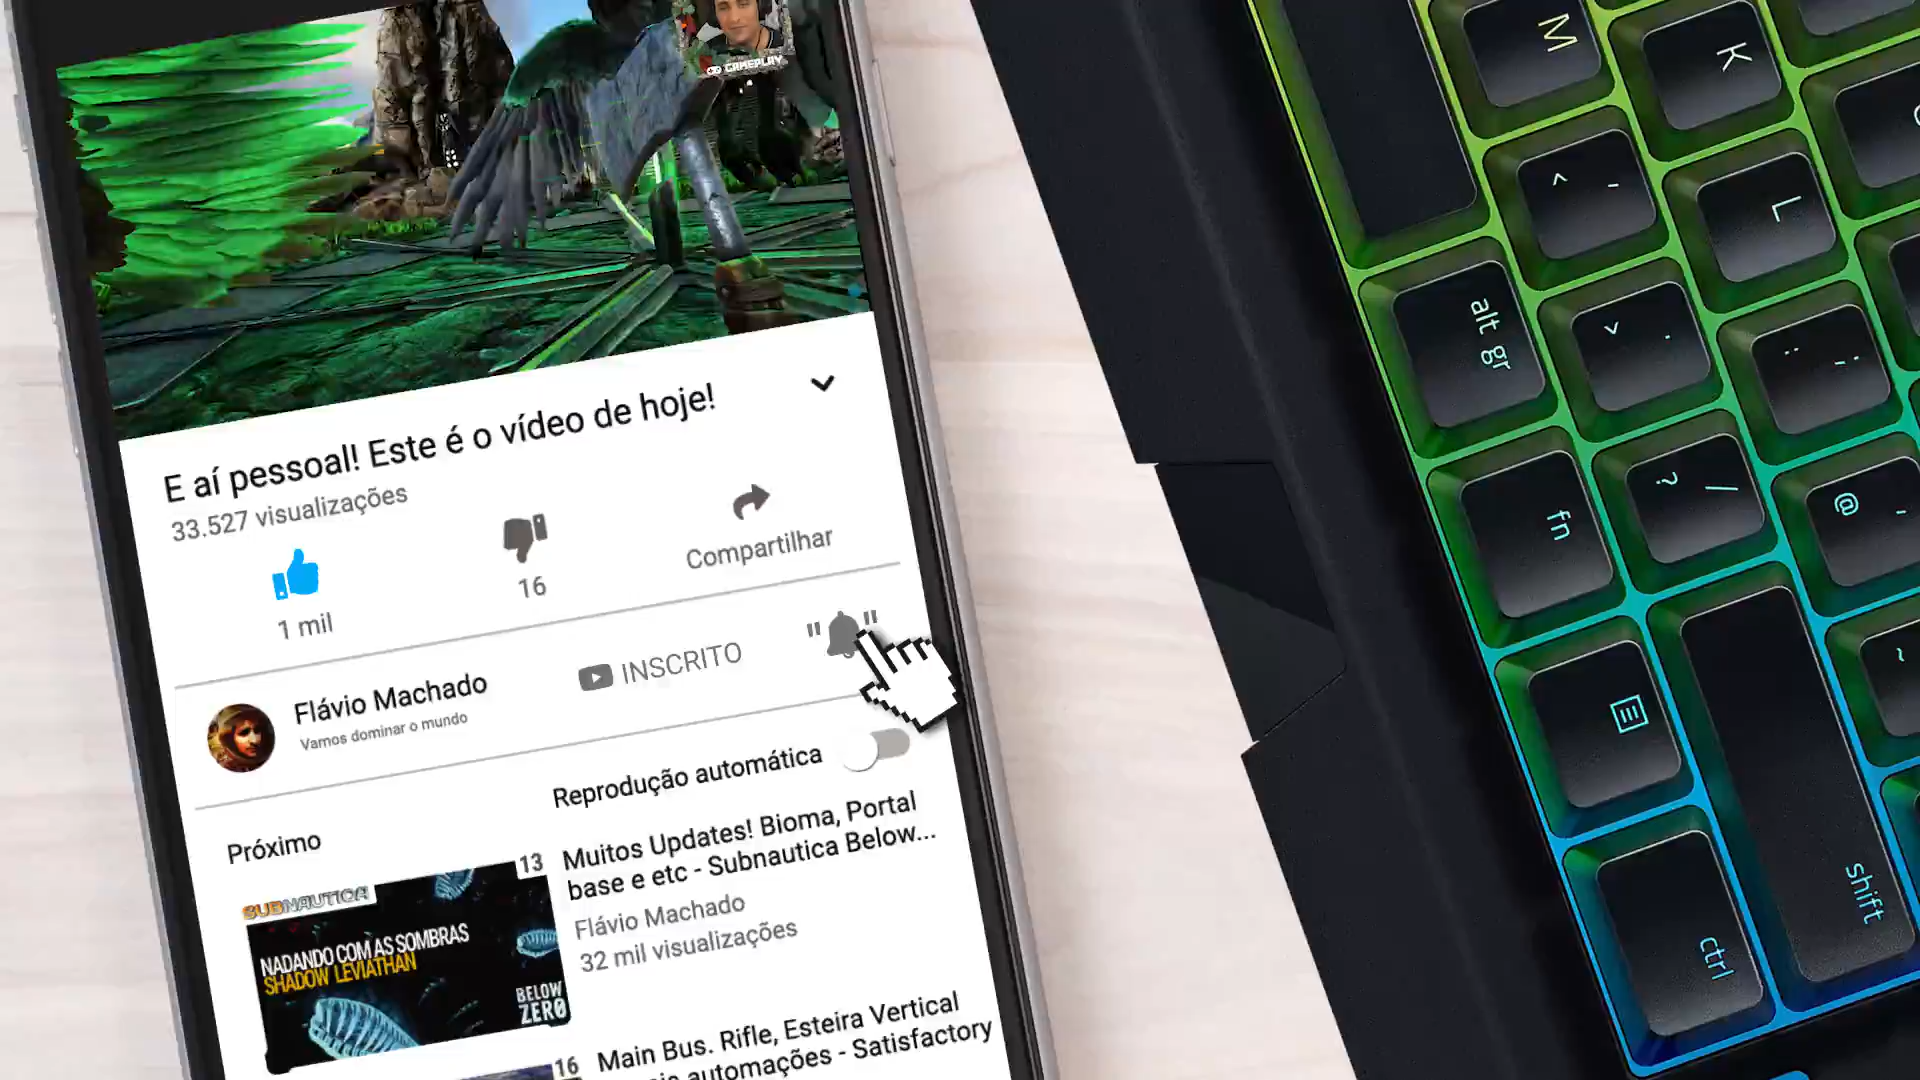 GAMEPLAY
E aí pessoal! Este é o vídeo de hoje!
33.527 visualizações
1 mil
16
Compartilhar
Flávio Machado
Vamos dominar o mundo
INSCRITO
Reprodução automática
Próximo
13
SUBNAUTICA
NADANDO COM AS SOMBRAS
SHADOW LEVIATHAN
BELOW
ZERO
Muitos Updates! Bioma, Portal
base e etc - Subnautica Below...
Flávio Machado
32 mil visualizações
16
Main Bus. Rifle, Esteira Vertical
automações - Satisfactory
M
K
L
alt gr
fn
? /
@
shift
ctrl